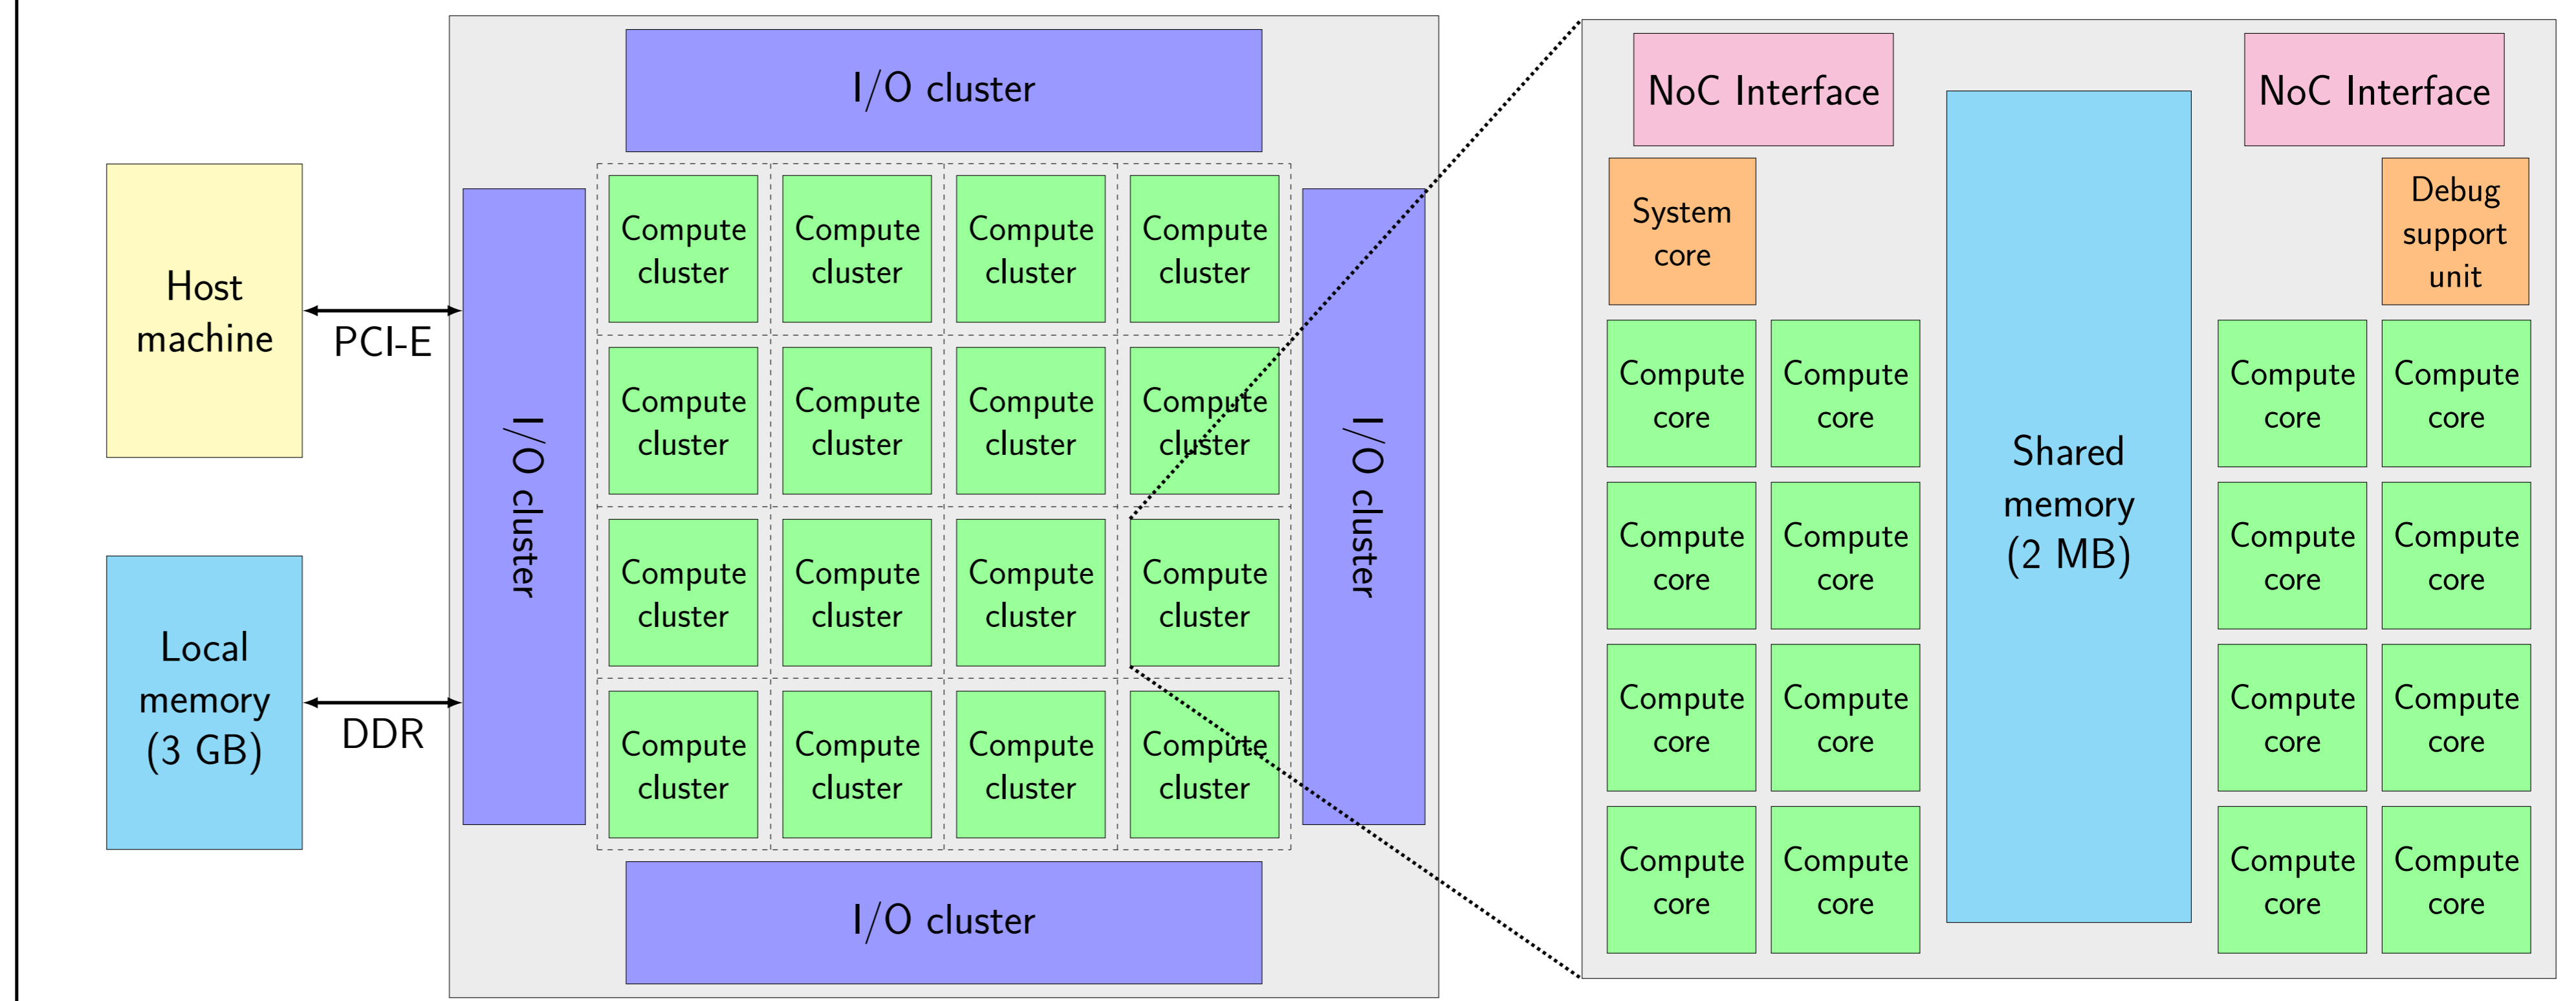 Host
machine
PCI-E
Local
memory
(3 GB)
DDR
I/O cluster
I/O cluster
Compute
cluster
Compute
cluster
Compute
cluster
Compute
cluster
Compute
cluster
Compute
cluster
Compute
cluster
Compute
cluster
Compute
cluster
Compute
cluster
Compute
cluster
Compute
cluster
Compute
cluster
Compute
cluster
Compute
cluster
Compute
cluster
I/O cluster
I/O cluster
NoC Interface
NoC Interface
System
core
Debug
support
unit
Compute
core
Compute
core
Compute
core
Compute
core
Compute
core
Compute
core
Compute
core
Compute
core
Shared
memory
(2 MB)
Compute
core
Compute
core
Compute
core
Compute
core
Compute
core
Compute
core
Compute
core
Compute
core